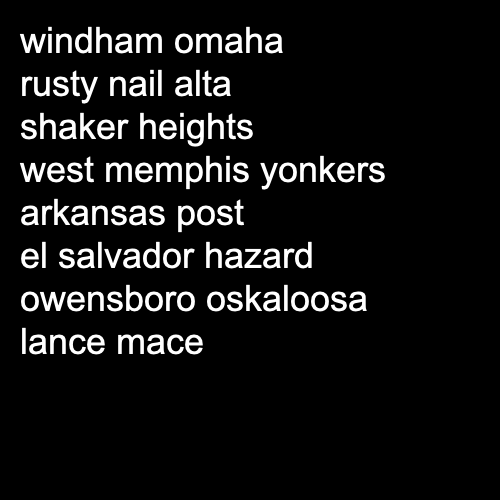 windham omaha
rusty nail alta
shaker heights
west memphis yonkers
arkansas post
el salvador hazard
owensboro oskaloosa
lance mace